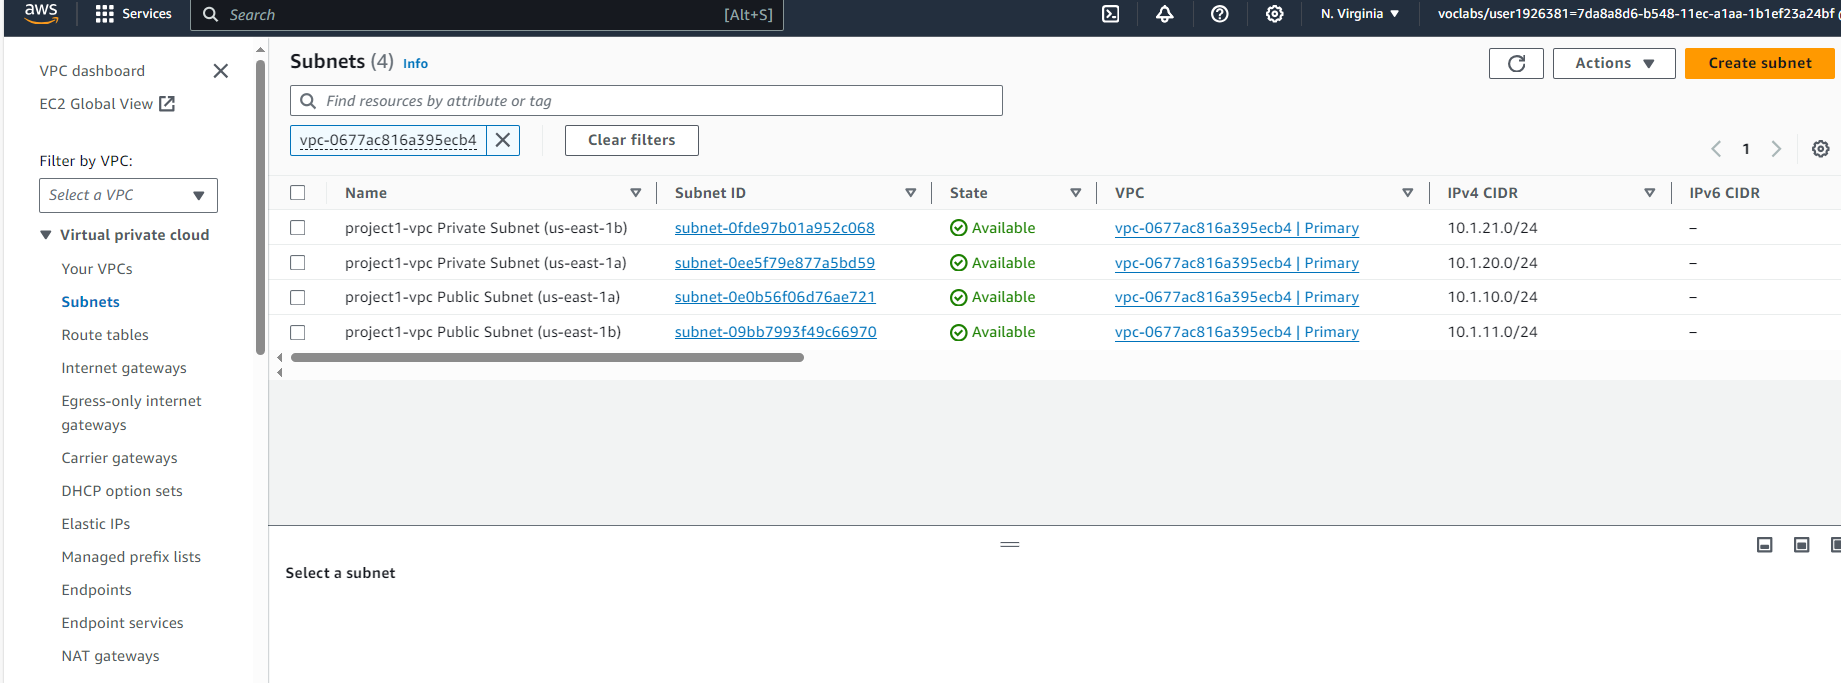 aws
Services
Search
[Alt+S]
N. Virginia
voclabs/user1926381=7da8a8d6-b548-11ec-a1aa-1b1ef23a24bf
VPC dashboard
EC2 Global View
Filter by VPC:
Select a VPC
Virtual private cloud
Your VPCs
Subnets
Route tables
Internet gateways
Egress-only internet
gateways
Carrier gateways
DHCP option sets
Elastic IPs
Managed prefix lists
Endpoints
Endpoint services
NAT gateways
Subnets (4) Info
Actions
Create subnet
Find resources by attribute or tag
vpc-0677ac816a395ecb4
Clear filters
1
Name Subnet ID State VPC IPv4 CIDR IPv6 CIDR
project1-vpc Private Subnet (us-east-1b) subnet-0fde97b01a952c068 Available vpc-0677ac816a395ecb4 | Primary 10.1.21.0/24 –
project1-vpc Private Subnet (us-east-1a) subnet-0ee5f79e877a5bd59 Available vpc-0677ac816a395ecb4 | Primary 10.1.20.0/24 –
project1-vpc Public Subnet (us-east-1a) subnet-0e0b56f06d76ae721 Available vpc-0677ac816a395ecb4 | Primary 10.1.10.0/24 –
project1-vpc Public Subnet (us-east-1b) subnet-09bb7993f49c66970 Available vpc-0677ac816a395ecb4 | Primary 10.1.11.0/24 –
Select a subnet